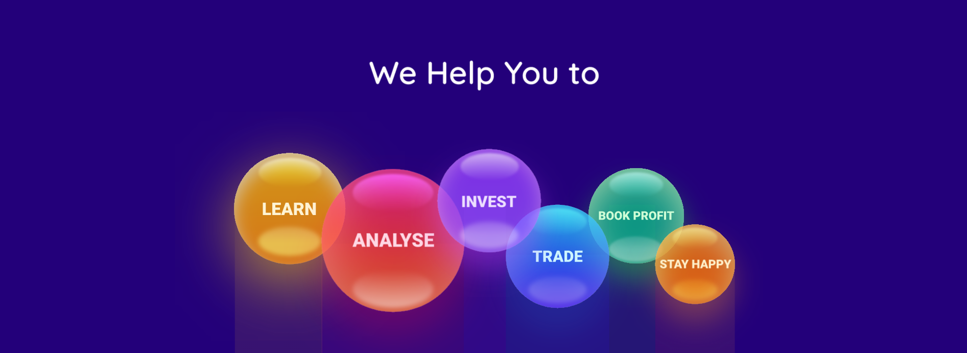 We Help You to
LEARN
ANALYSE
INVEST
TRADE
BOOK PROFIT
STAY HAPPY